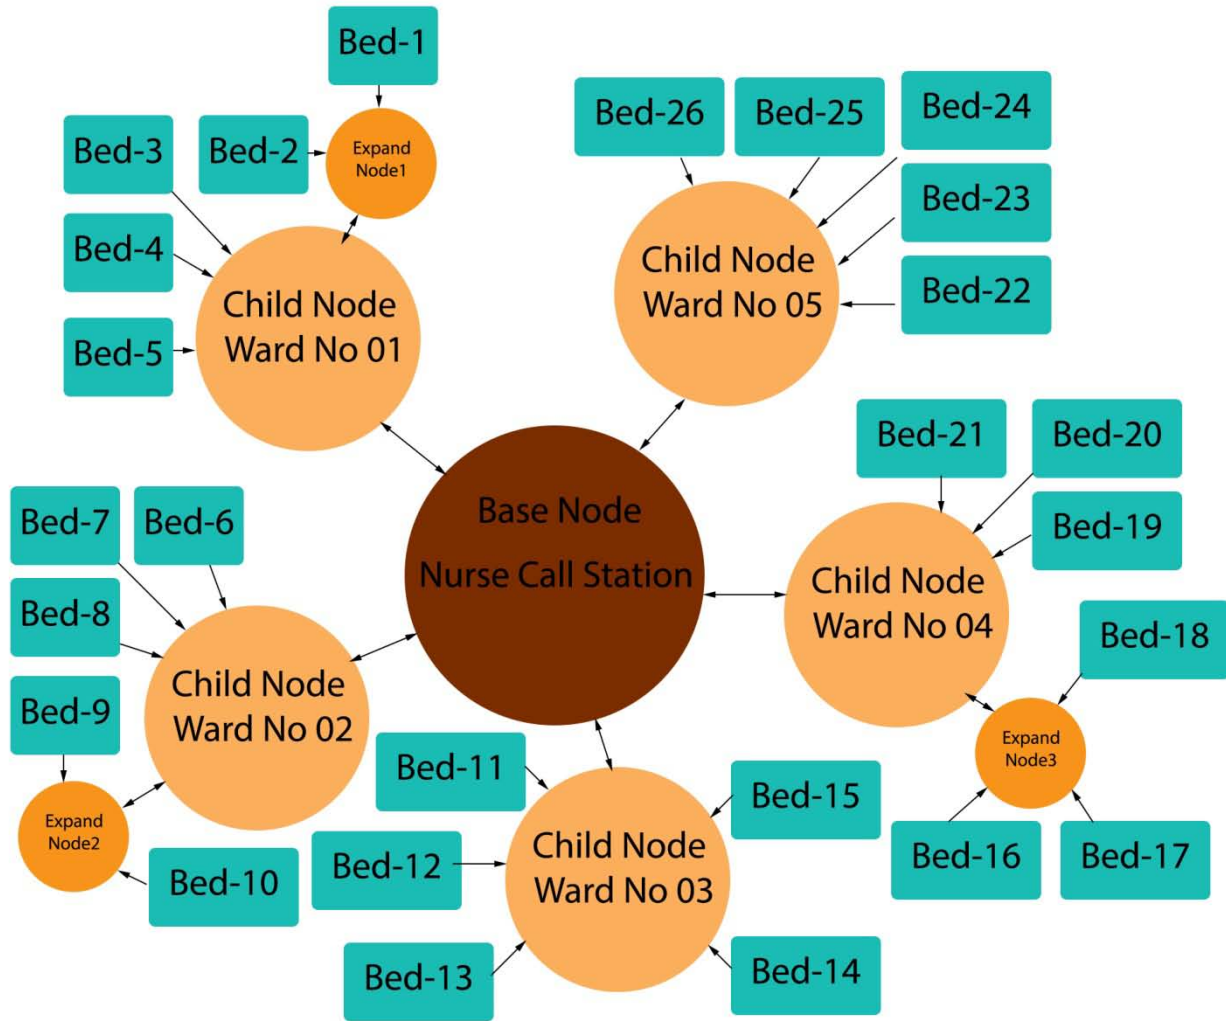 Bed-1
Bed-2
Expand
Node1
Bed-3
Bed-4
Bed-5
Child Node
Ward No 01
Bed-26
Bed-25
Bed-24
Bed-23
Bed-22
Child Node
Ward No 05
Base Node
Nurse Call Station
Bed-21
Bed-20
Bed-19
Child Node
Ward No 04
Bed-18
Expand
Node3
Bed-16
Bed-17
Bed-7
Bed-6
Bed-8
Bed-9
Child Node
Ward No 02
Expand
Node2
Bed-10
Bed-11
Bed-12
Bed-13
Child Node
Ward No 03
Bed-15
Bed-14